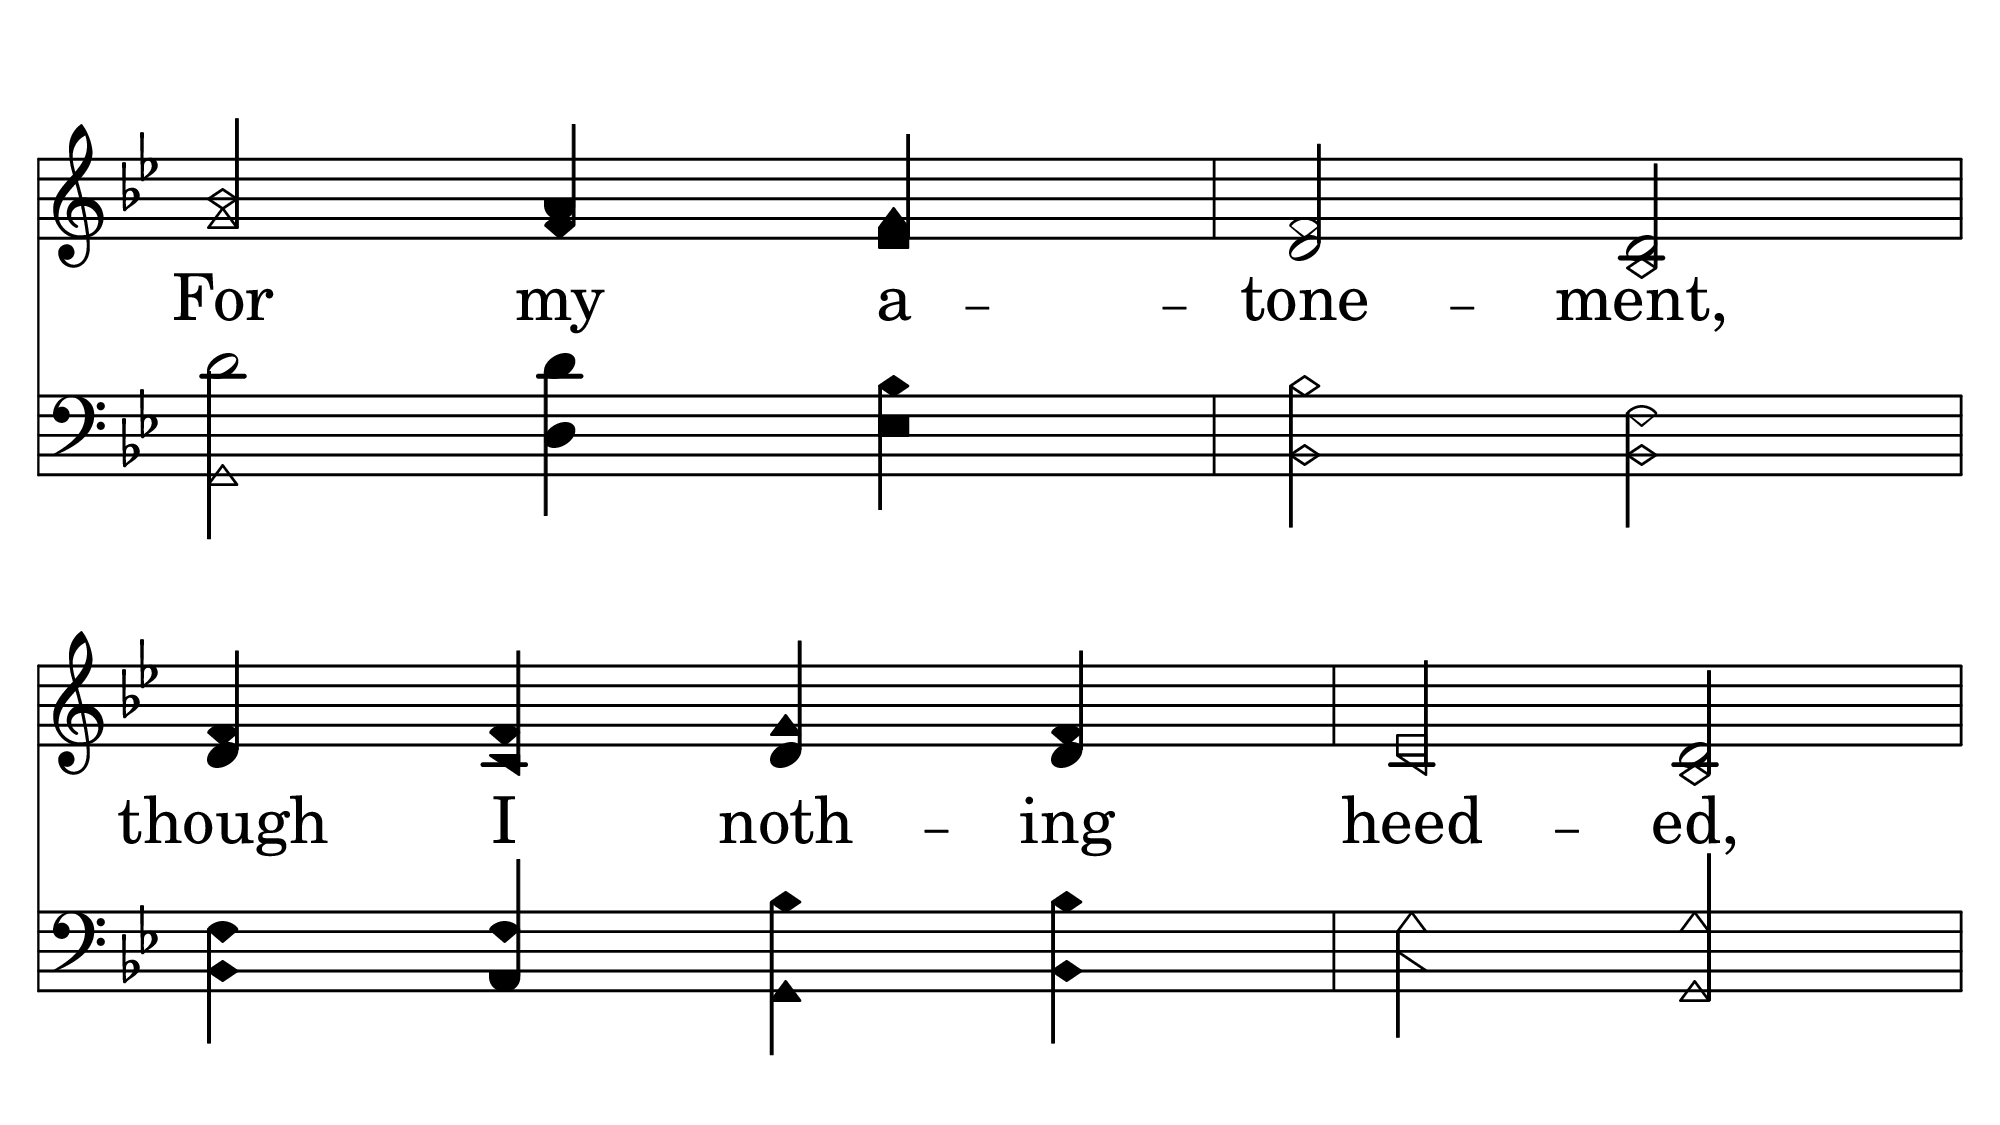 For my a – – tone – ment,
though I noth – ing heed – ed,